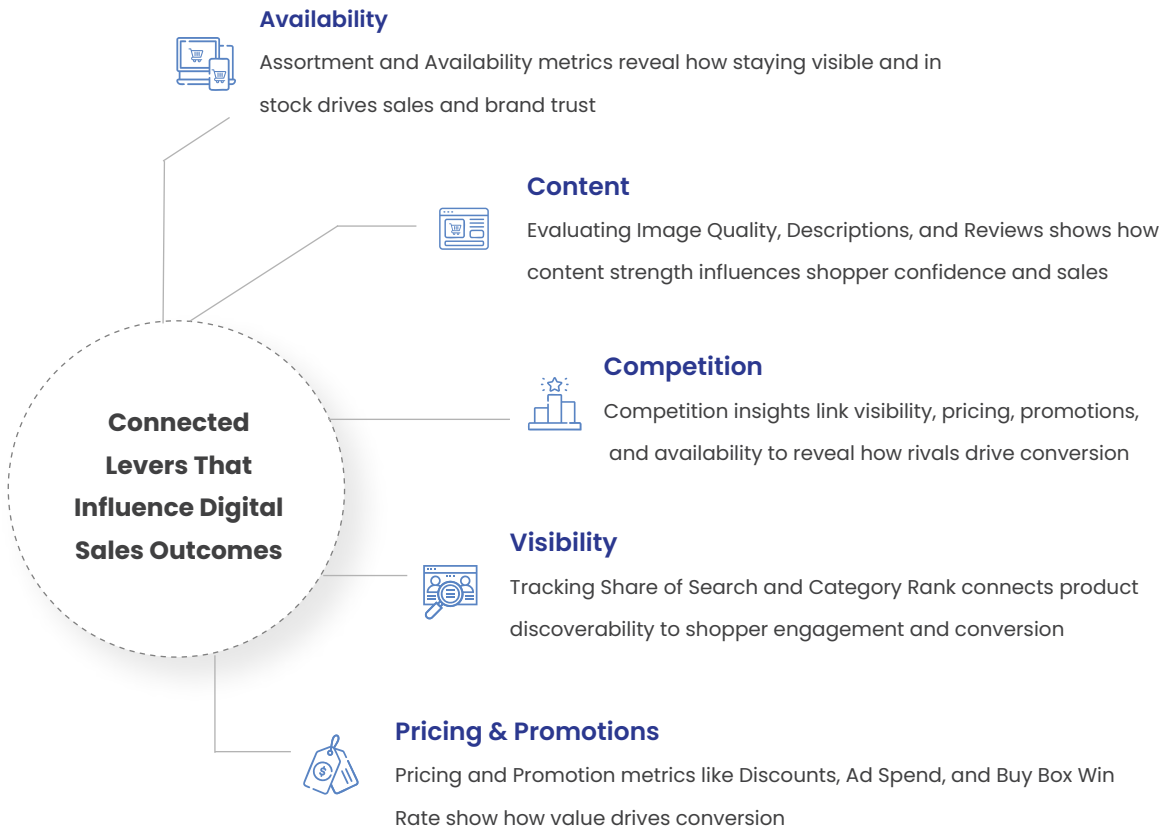 Availability
Assortment and Availability metrics reveal how staying visible and in
stock drives sales and brand trust
Content
Evaluating Image Quality, Descriptions, and Reviews shows how
content strength influences shopper confidence and sales
Competition
Competition insights link visibility, pricing, promotions,
and availability to reveal how rivals drive conversion
Connected
Levers That
Influence Digital
Sales Outcomes
Visibility
Tracking Share of Search and Category Rank connects product
discoverability to shopper engagement and conversion
Pricing & Promotions
$
Pricing and Promotion metrics like Discounts, Ad Spend, and Buy Box Win
Rate show how value drives conversion